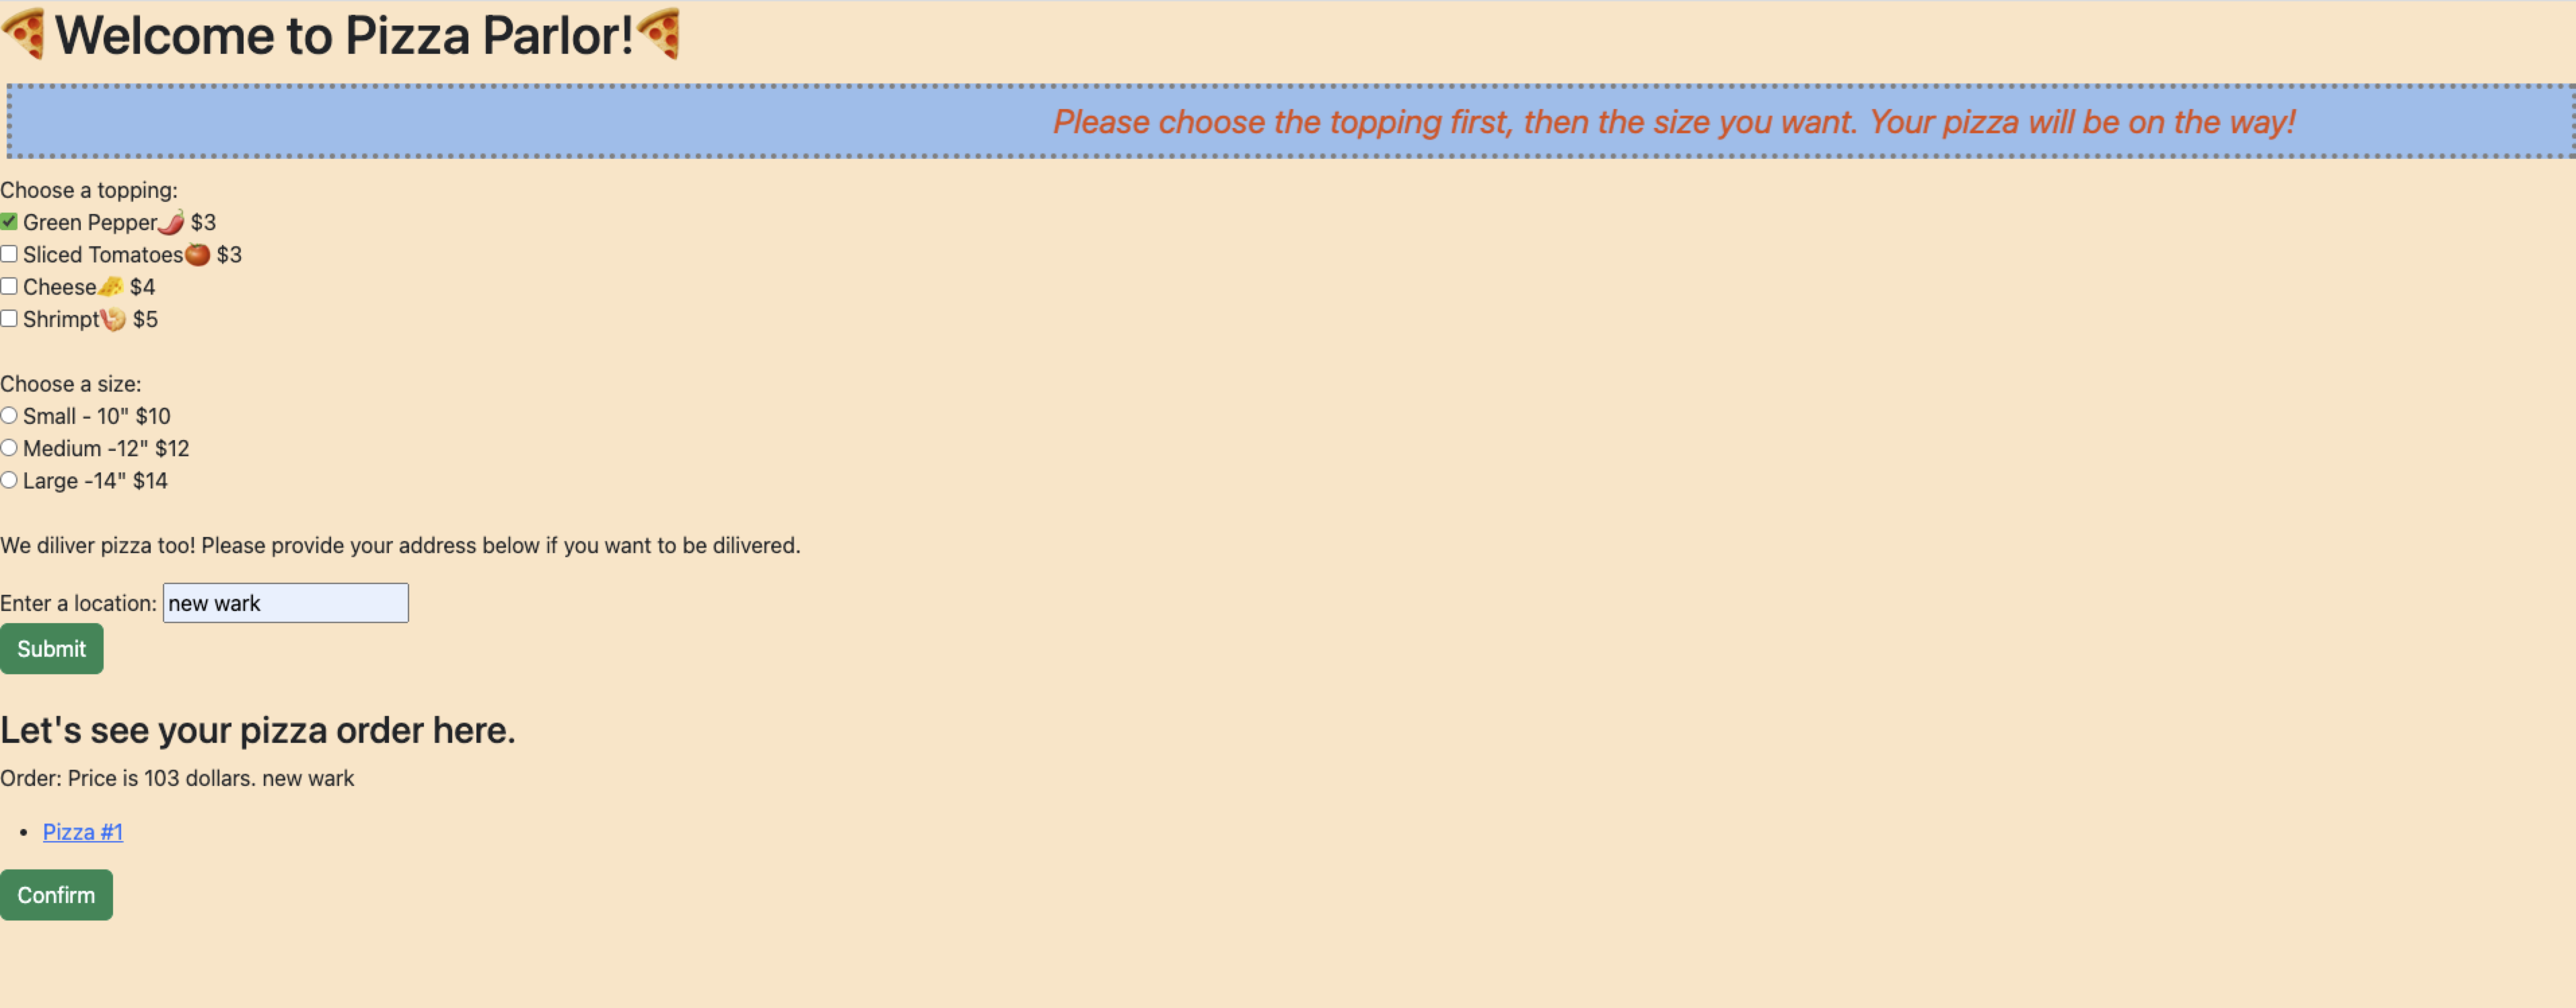 🍕Welcome to Pizza Parlor!🍕
Please choose the topping first, then the size you want. Your pizza will be on the way!
Choose a topping:
Green Pepper🌶️ $3
Sliced Tomatoes🍅 $3
Cheese🧀 $4
Shrimpt🍤 $5
Choose a size:
Small - 10" $10
Medium -12" $12
Large -14" $14
We diliver pizza too! Please provide your address below if you want to be dilivered.
Enter a location: new wark
Submit
Let's see your pizza order here.
Order: Price is 103 dollars. new wark
• Pizza #1
Confirm